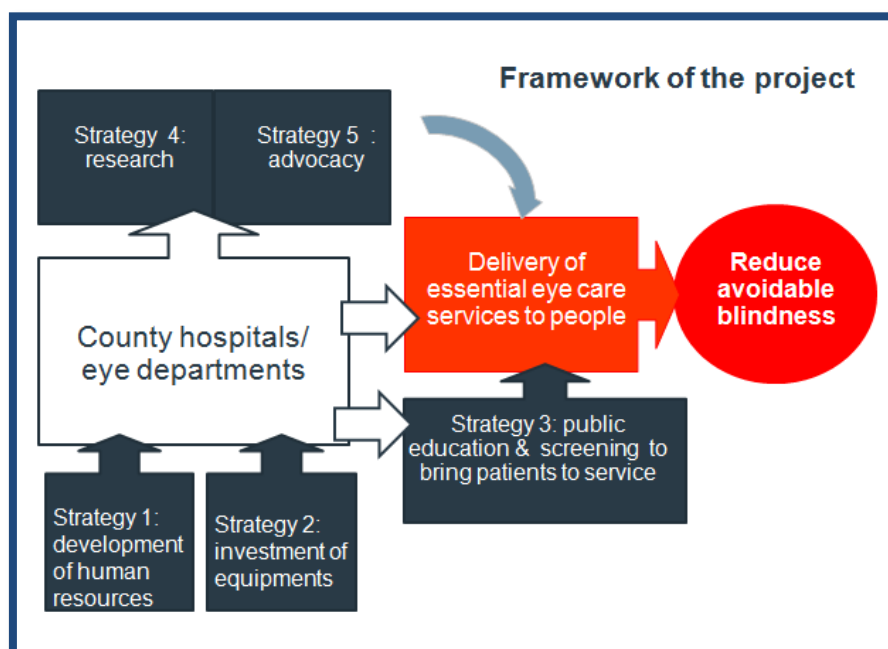 Framework of the project
Strategy 4:
research
Strategy 5 :
advocacy
Delivery of
essential eye care
services to people
Reduce
avoidable
blindness
County hospitals/
eye departments
Strategy 3: public
education & screening to
bring patients to service
Strategy 1:
development
of human
resources
Strategy 2:
investment of
equipments